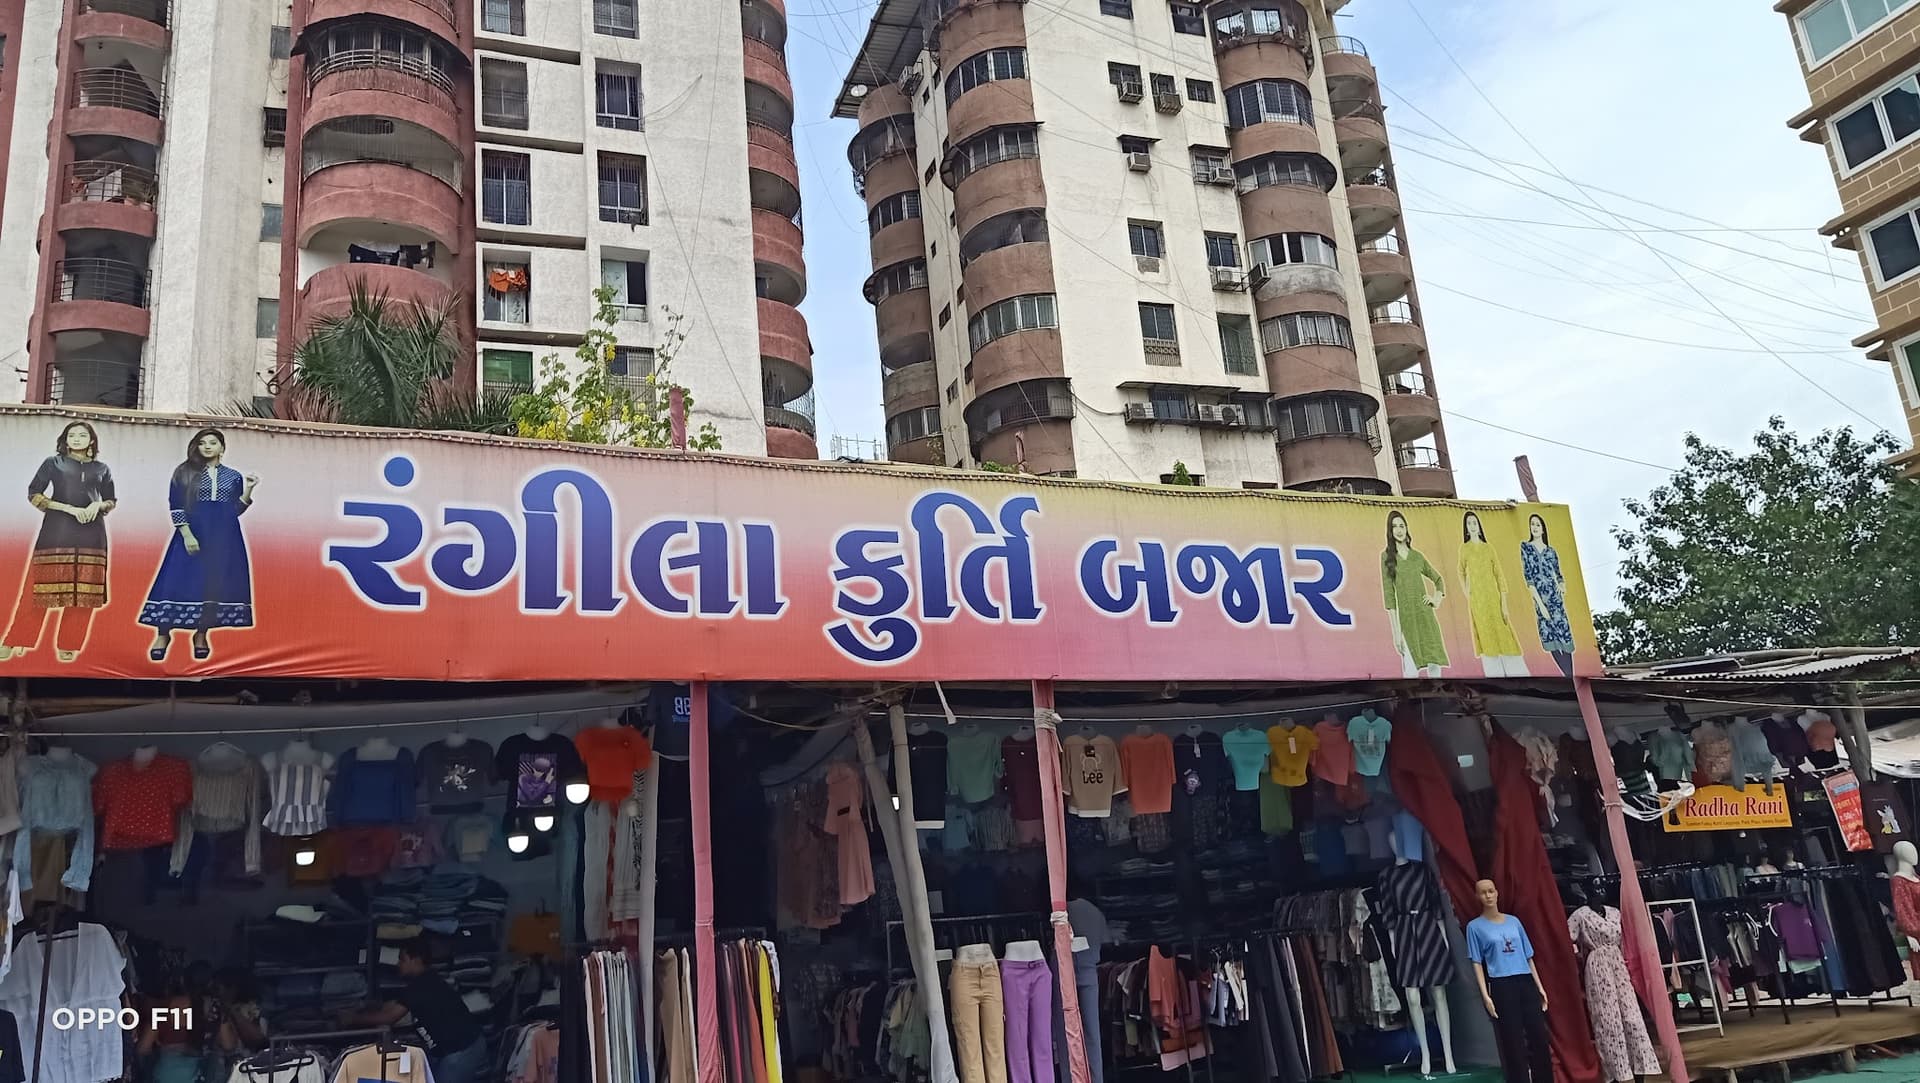 રંગીલા કુર્તિ બજાર
Lee
Radha Rani
OPPO F11